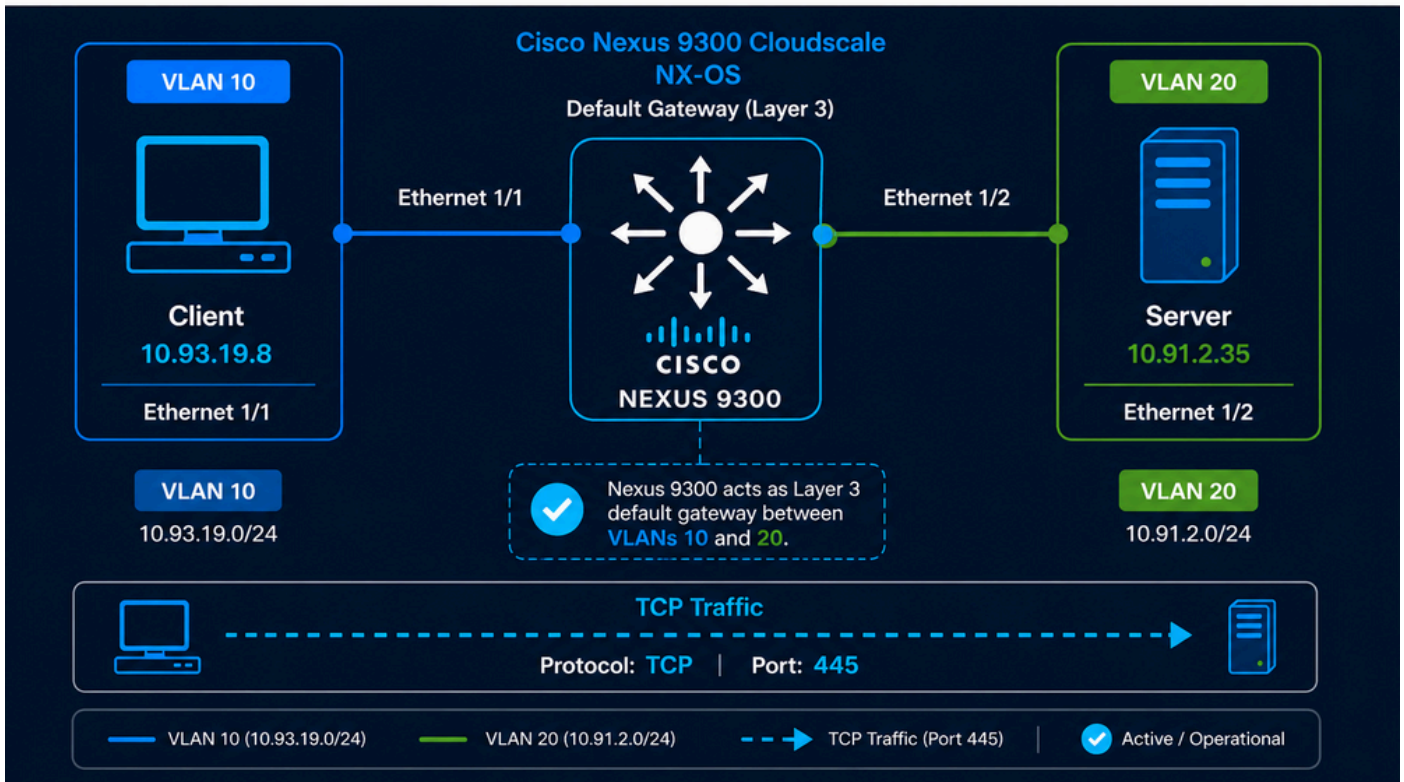 Cisco Nexus 9300 Cloudscale
NX-OS
Default Gateway (Layer 3)
VLAN 10
Client
10.93.19.8
Ethernet 1/1
VLAN 10
10.93.19.0/24
Ethernet 1/1
CISCO
NEXUS 9300
Nexus 9300 acts as Layer 3
default gateway between
VLANs 10 and 20.
Ethernet 1/2
VLAN 20
Server
10.91.2.35
Ethernet 1/2
VLAN 20
10.91.2.0/24
TCP Traffic
Protocol: TCP | Port: 445
VLAN 10 (10.93.19.0/24)
VLAN 20 (10.91.2.0/24)
TCP Traffic (Port 445)
Active / Operational